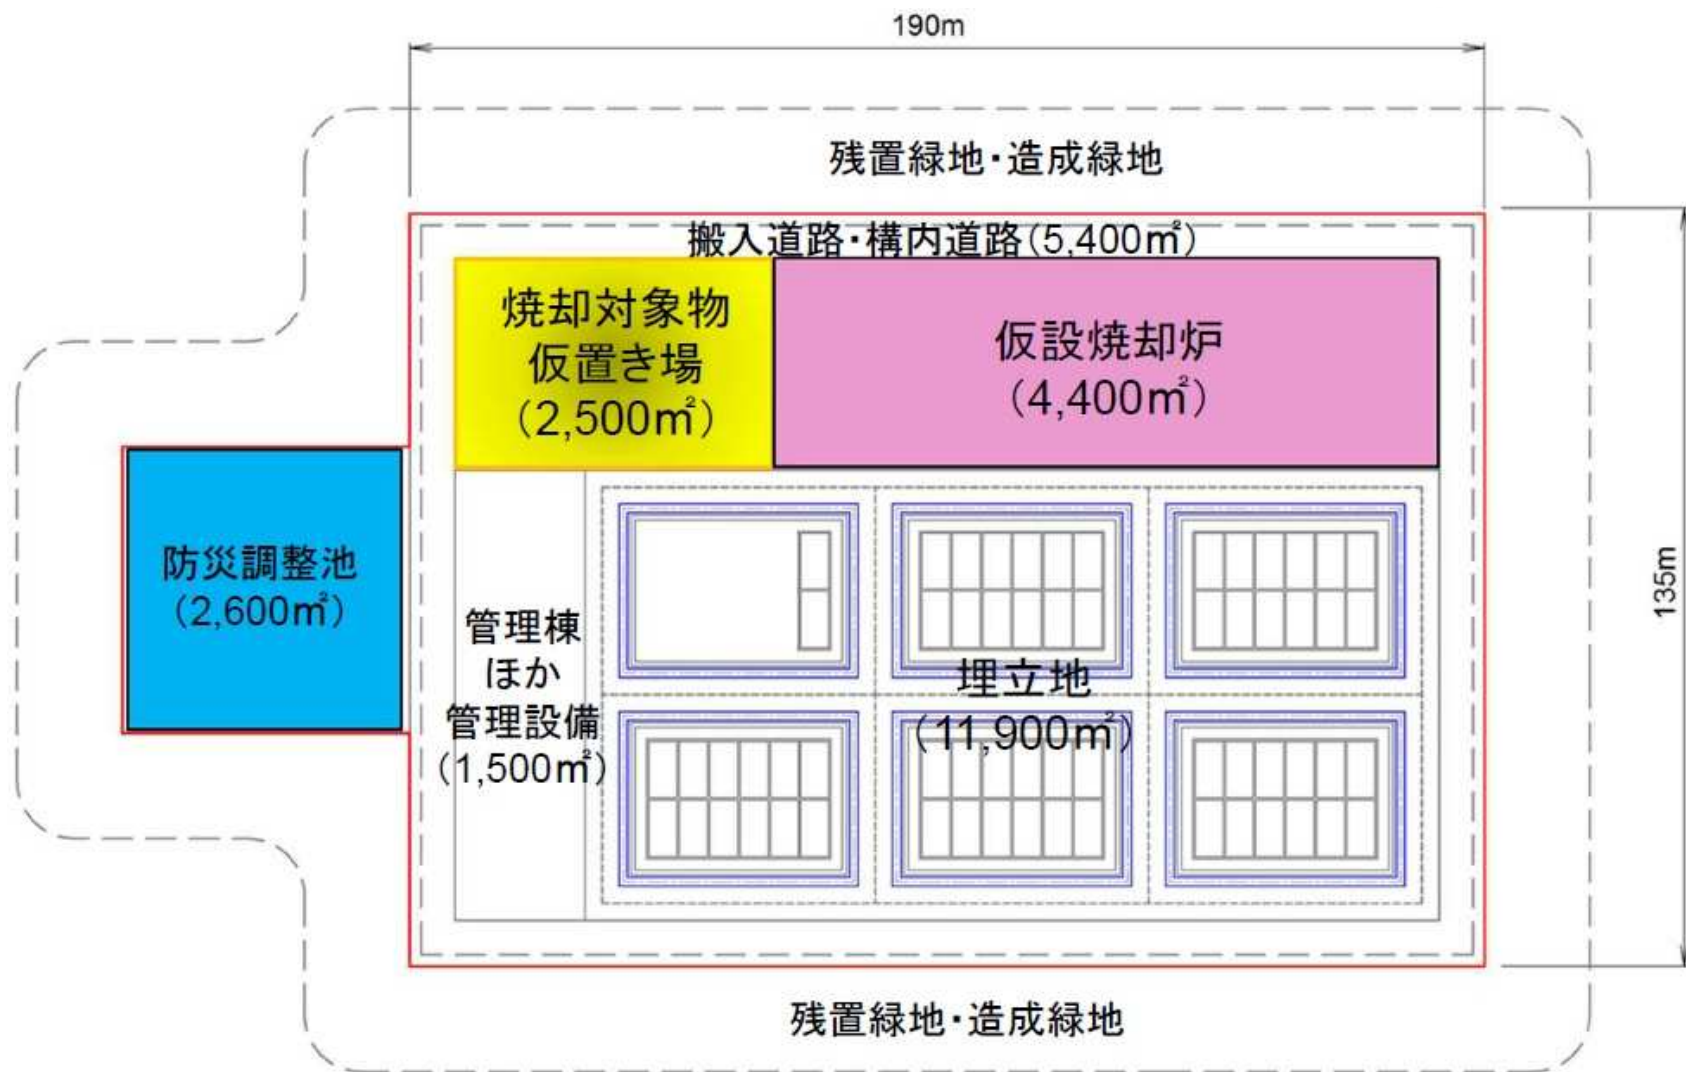 190m
残置緑地・造成緑地
搬入道路・構内道路(5,400㎡)
焼却対象物
仮置き場
(2,500㎡)
仮設焼却炉
(4,400㎡)
防災調整池
(2,600㎡)
管理棟
ほか
管理設備
(1,500㎡)
埋立地
(11,900㎡)
135m
残置緑地・造成緑地